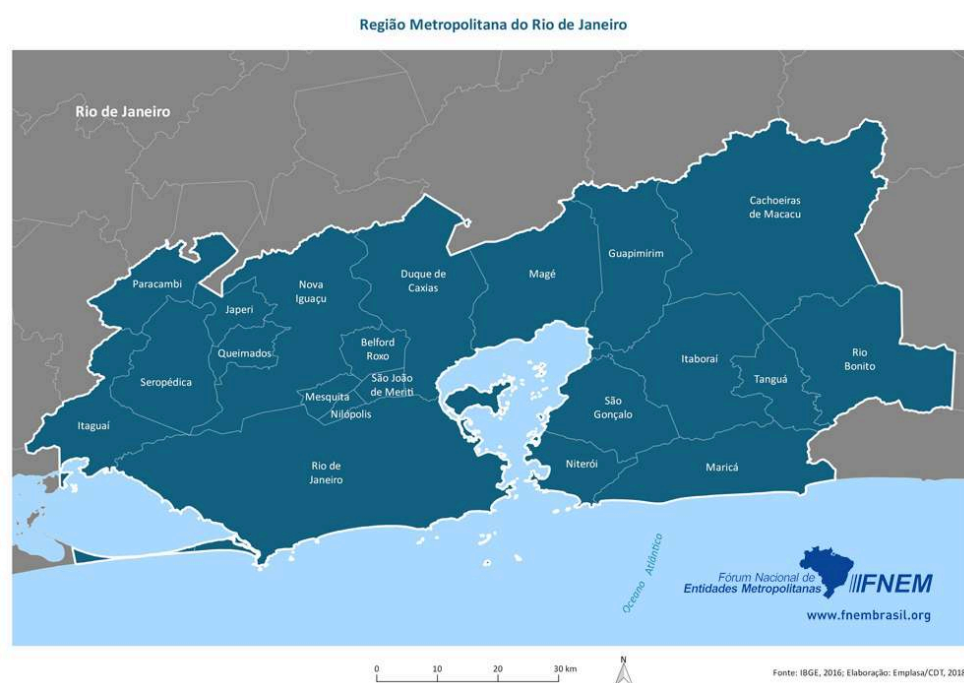 Região Metropolitana do Rio de Janeiro
Rio de Janeiro
Cachoeiras
de Macacu
Guapimirim
Duque de
Caxias
Magé
Paracambi
Nova
Iguaçu
Japeri
Belford
Roxo
Queimados
Itaboraí
Rio
Bonito
São João
de Meriti
Tanguá
Seropédica
Mesquita
Nilópolis
São
Gonçalo
Itaguaí
Rio de
Janeiro
Niterói
Maricá
Oceano Atlântico
Fórum Nacional de
Entidades Metropolitanas
FNEM
www.fnembrasil.org
0 10 20 30 km
N
Fonte: IBGE, 2016; Elaboração: Emplasa/CDT, 2018